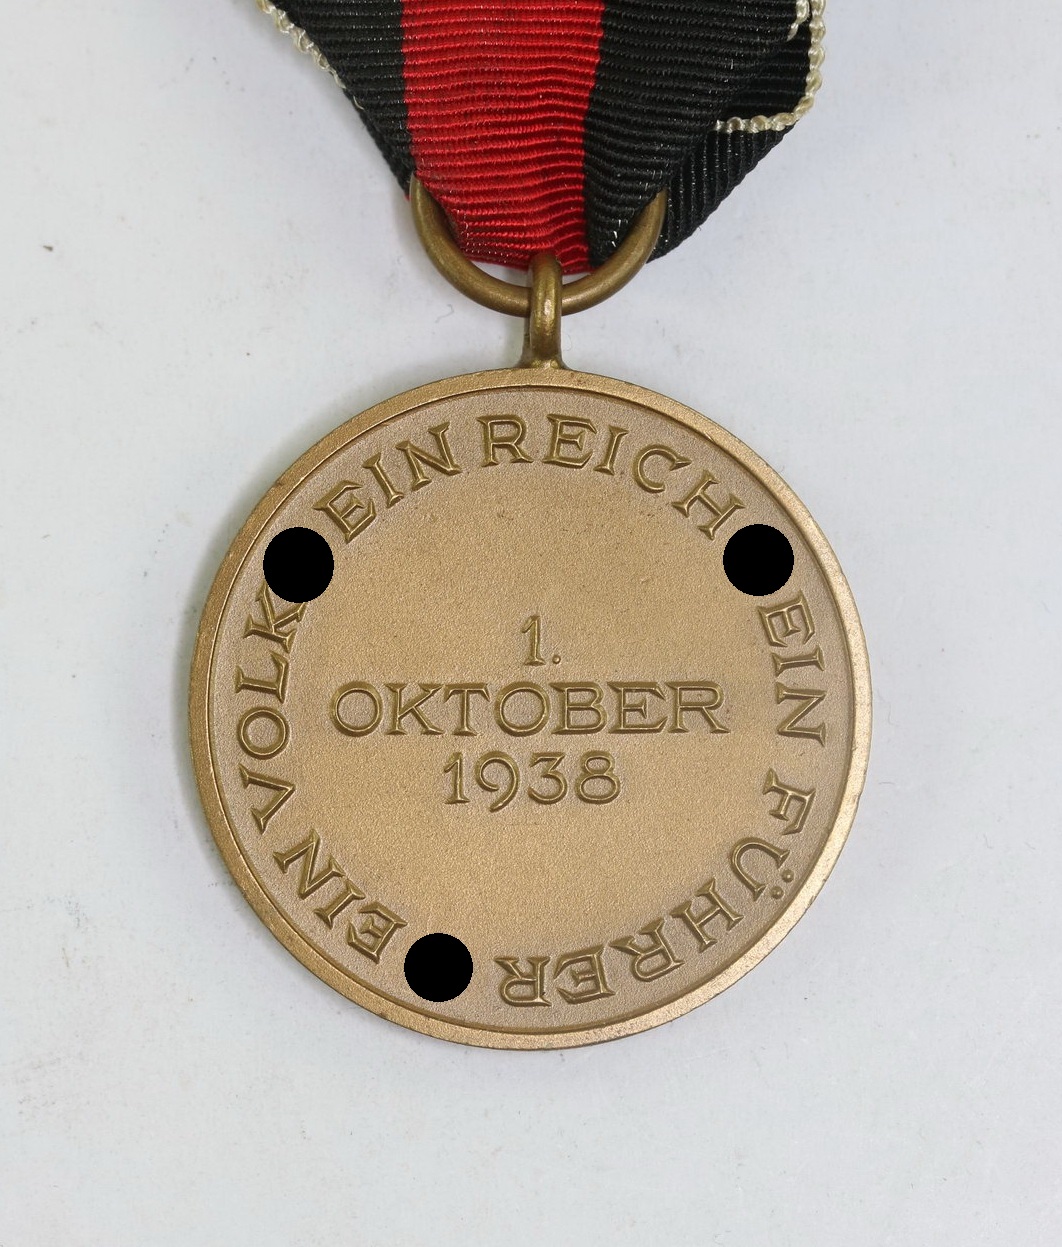 EIN VOLK EIN REICH EIN FÜHRER
1.
OKTOBER
1938